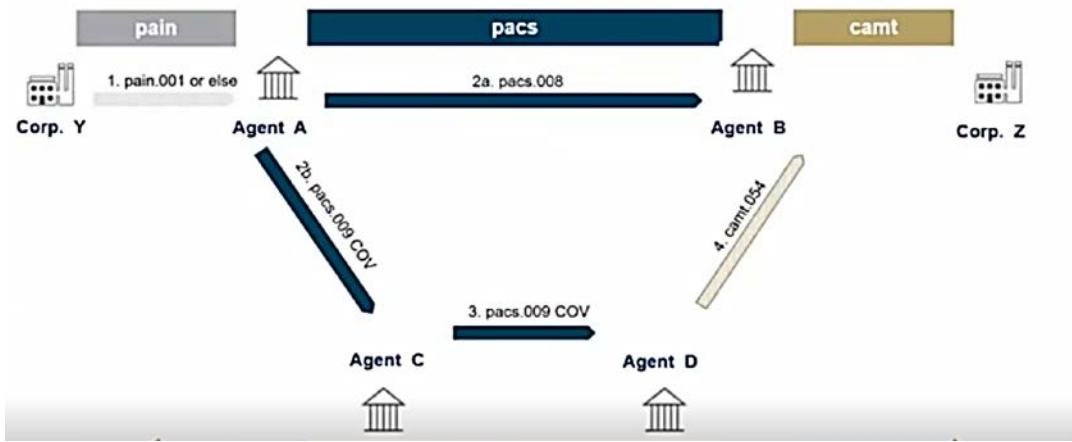 pain
pacs
camt
1. pain.001 or else
2a. pacs.008
Corp. Y
Agent A
Agent B
Corp. Z
2b. pacs.009 COV
4. camt.054
3. pacs.009 COV
Agent C
Agent D